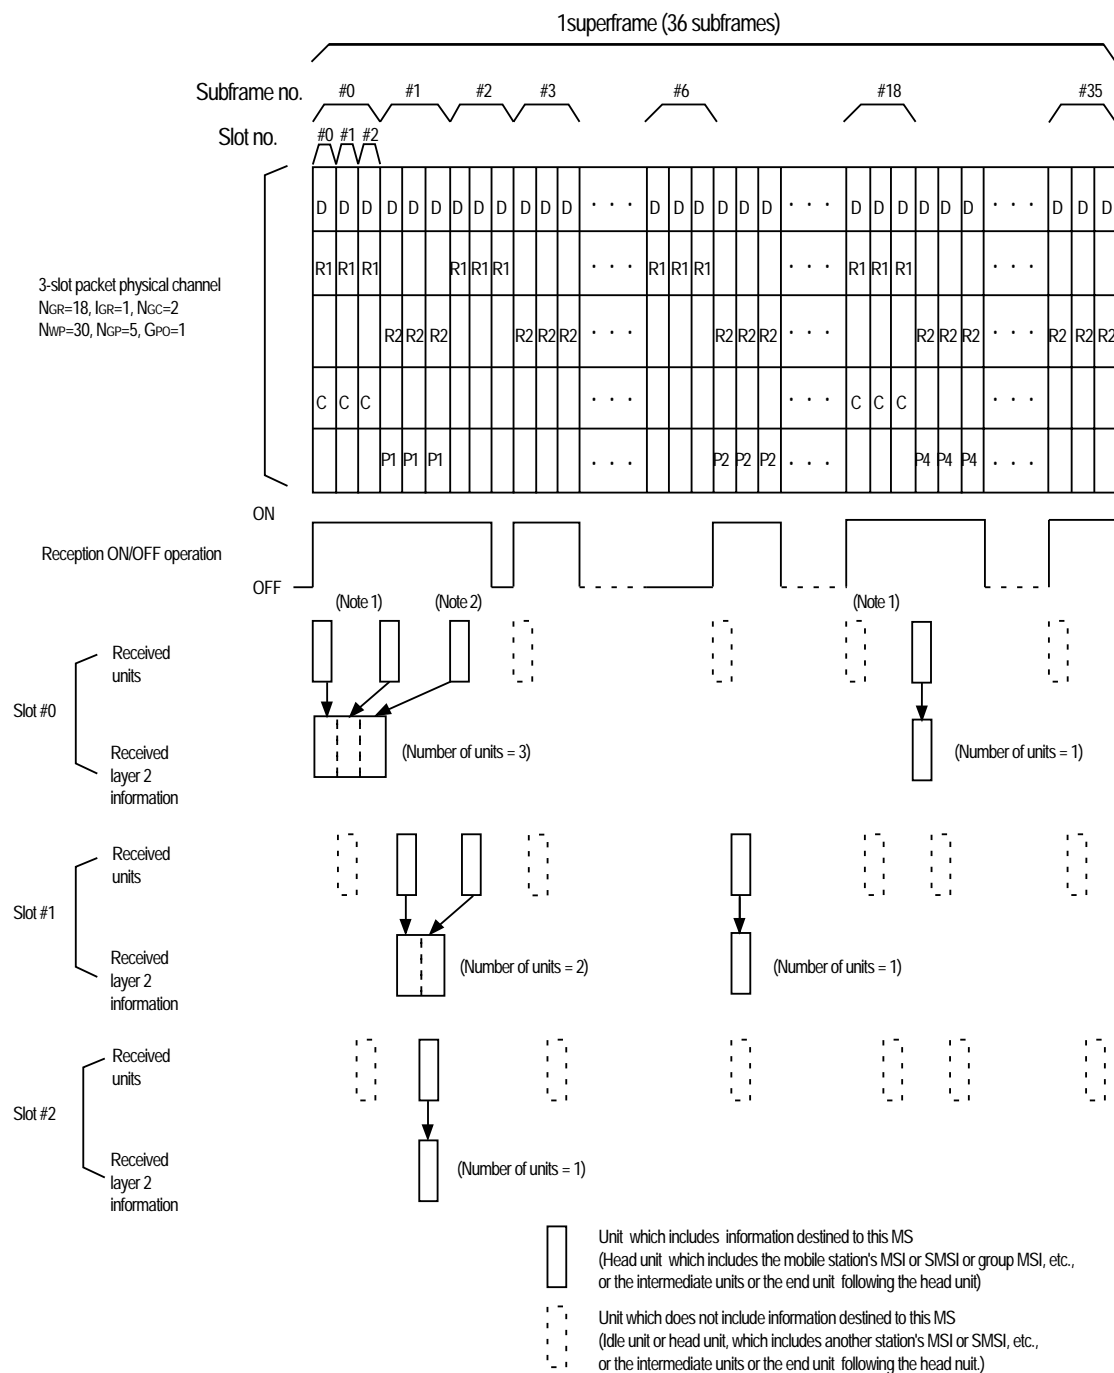 1superframe (36 subframes)
Subframe no. #0 #1 #2 #3 #6 #18 #35
Slot no. #0 #1 #2
D D D D D D D D D D D D . . . D D D D D D . . . D D D D D D . . . D D D
R1 R1 R1 R1 R1 R1 . . . R1 R1 R1 . . . R1 R1 R1 . . .
3-slot packet physical channel
NGR=18, IGR=1, NGC=2
NWP=30, NGP=5, GPO=1
R2 R2 R2 R2 R2 R2 . . . R2 R2 R2 . . . R2 R2 R2 . . . R2 R2 R2
C C C . . . . . . C C C . . .
P1 P1 P1 . . . P2 P2 P2 . . . P4 P4 P4 . . .
ON
Reception ON/OFF operation
OFF
(Note 1) (Note 2) (Note 1)
Received
units
Slot #0
Received
layer 2
information
(Number of units = 3) (Number of units = 1)
Received
units
Slot #1
Received
layer 2
information
(Number of units = 2) (Number of units = 1)
Received
units
Slot #2
Received
layer 2
information
(Number of units = 1)
Unit which includes information destined to this MS
(Head unit which includes the mobile station's MSI or SMSI or group MSI, etc.,
or the intermediate units or the end unit following the head unit)
Unit which does not include information destined to this MS
(Idle unit or head unit, which includes another station's MSI or SMSI, etc.,
or the intermediate units or the end unit following the head nuit.)